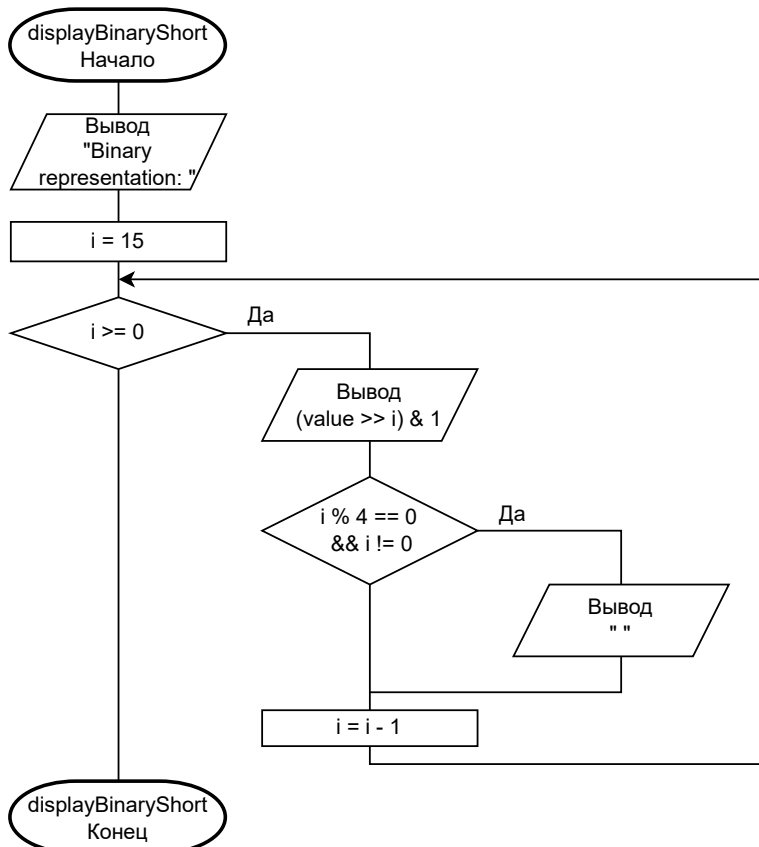 displayBinaryShort
Начало
Вывод
"Binary
representation: "
i = 15
i >= 0
Да
Вывод
(value >> i) & 1
i % 4 == 0
&& i != 0
Да
Вывод
" "
i = i - 1
displayBinaryShort
Конец